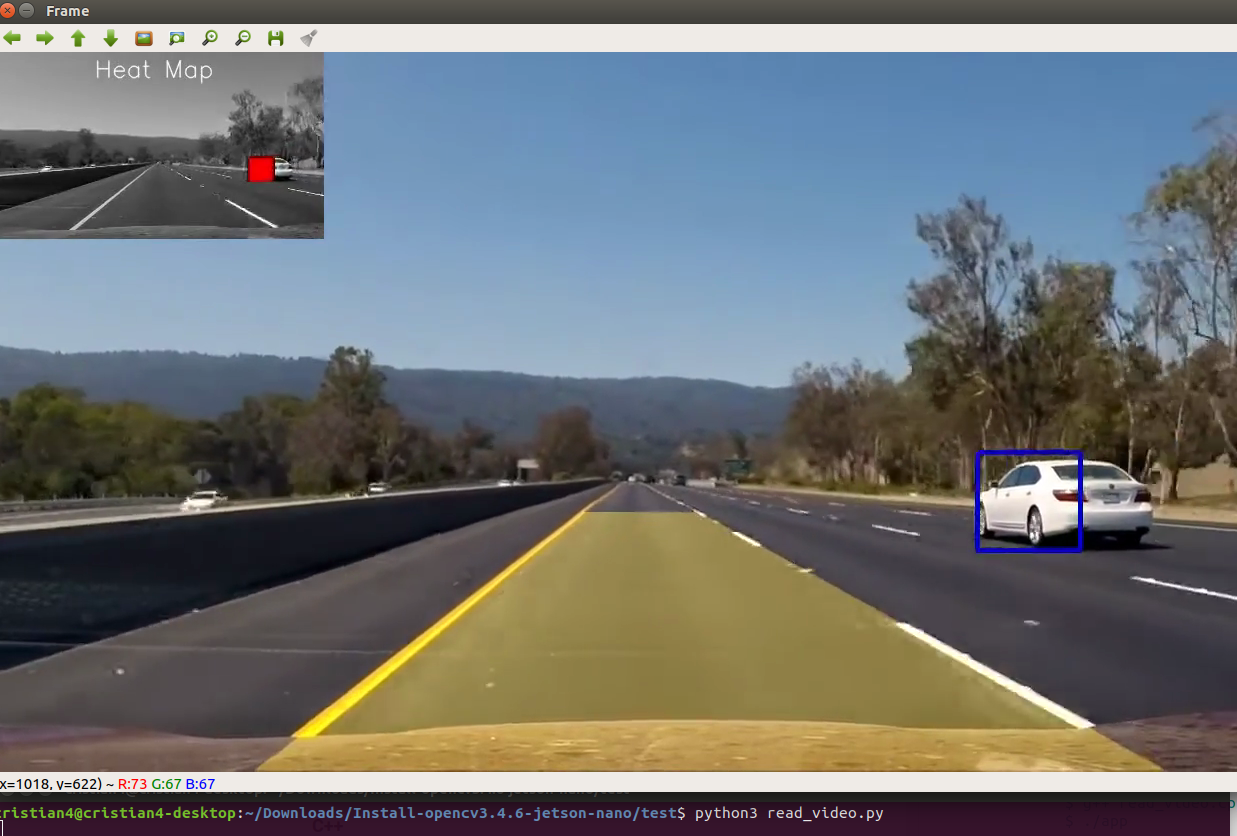 Frame
Heat Map
x=1018, y=622) ~ R:73 G:67 B:67
cristian4@cristian4-desktop:~/Downloads/Install-opencv3.4.6-jetson-nano/test$ python3 read_video.py